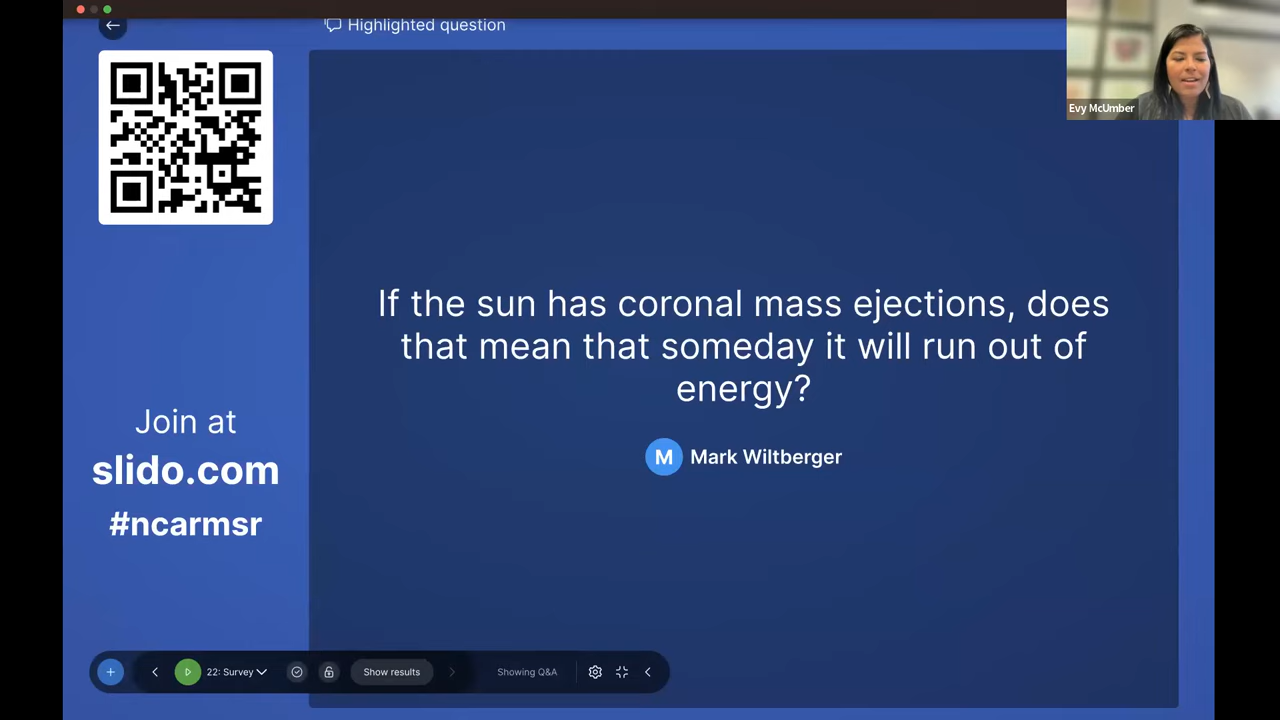 Highlighted question
Evy McUmber
If the sun has coronal mass ejections, does
that mean that someday it will run out of
energy?
M Mark Wiltberger
Join at
slido.com
#ncarmsr
22: Survey
Show results
Showing Q&A